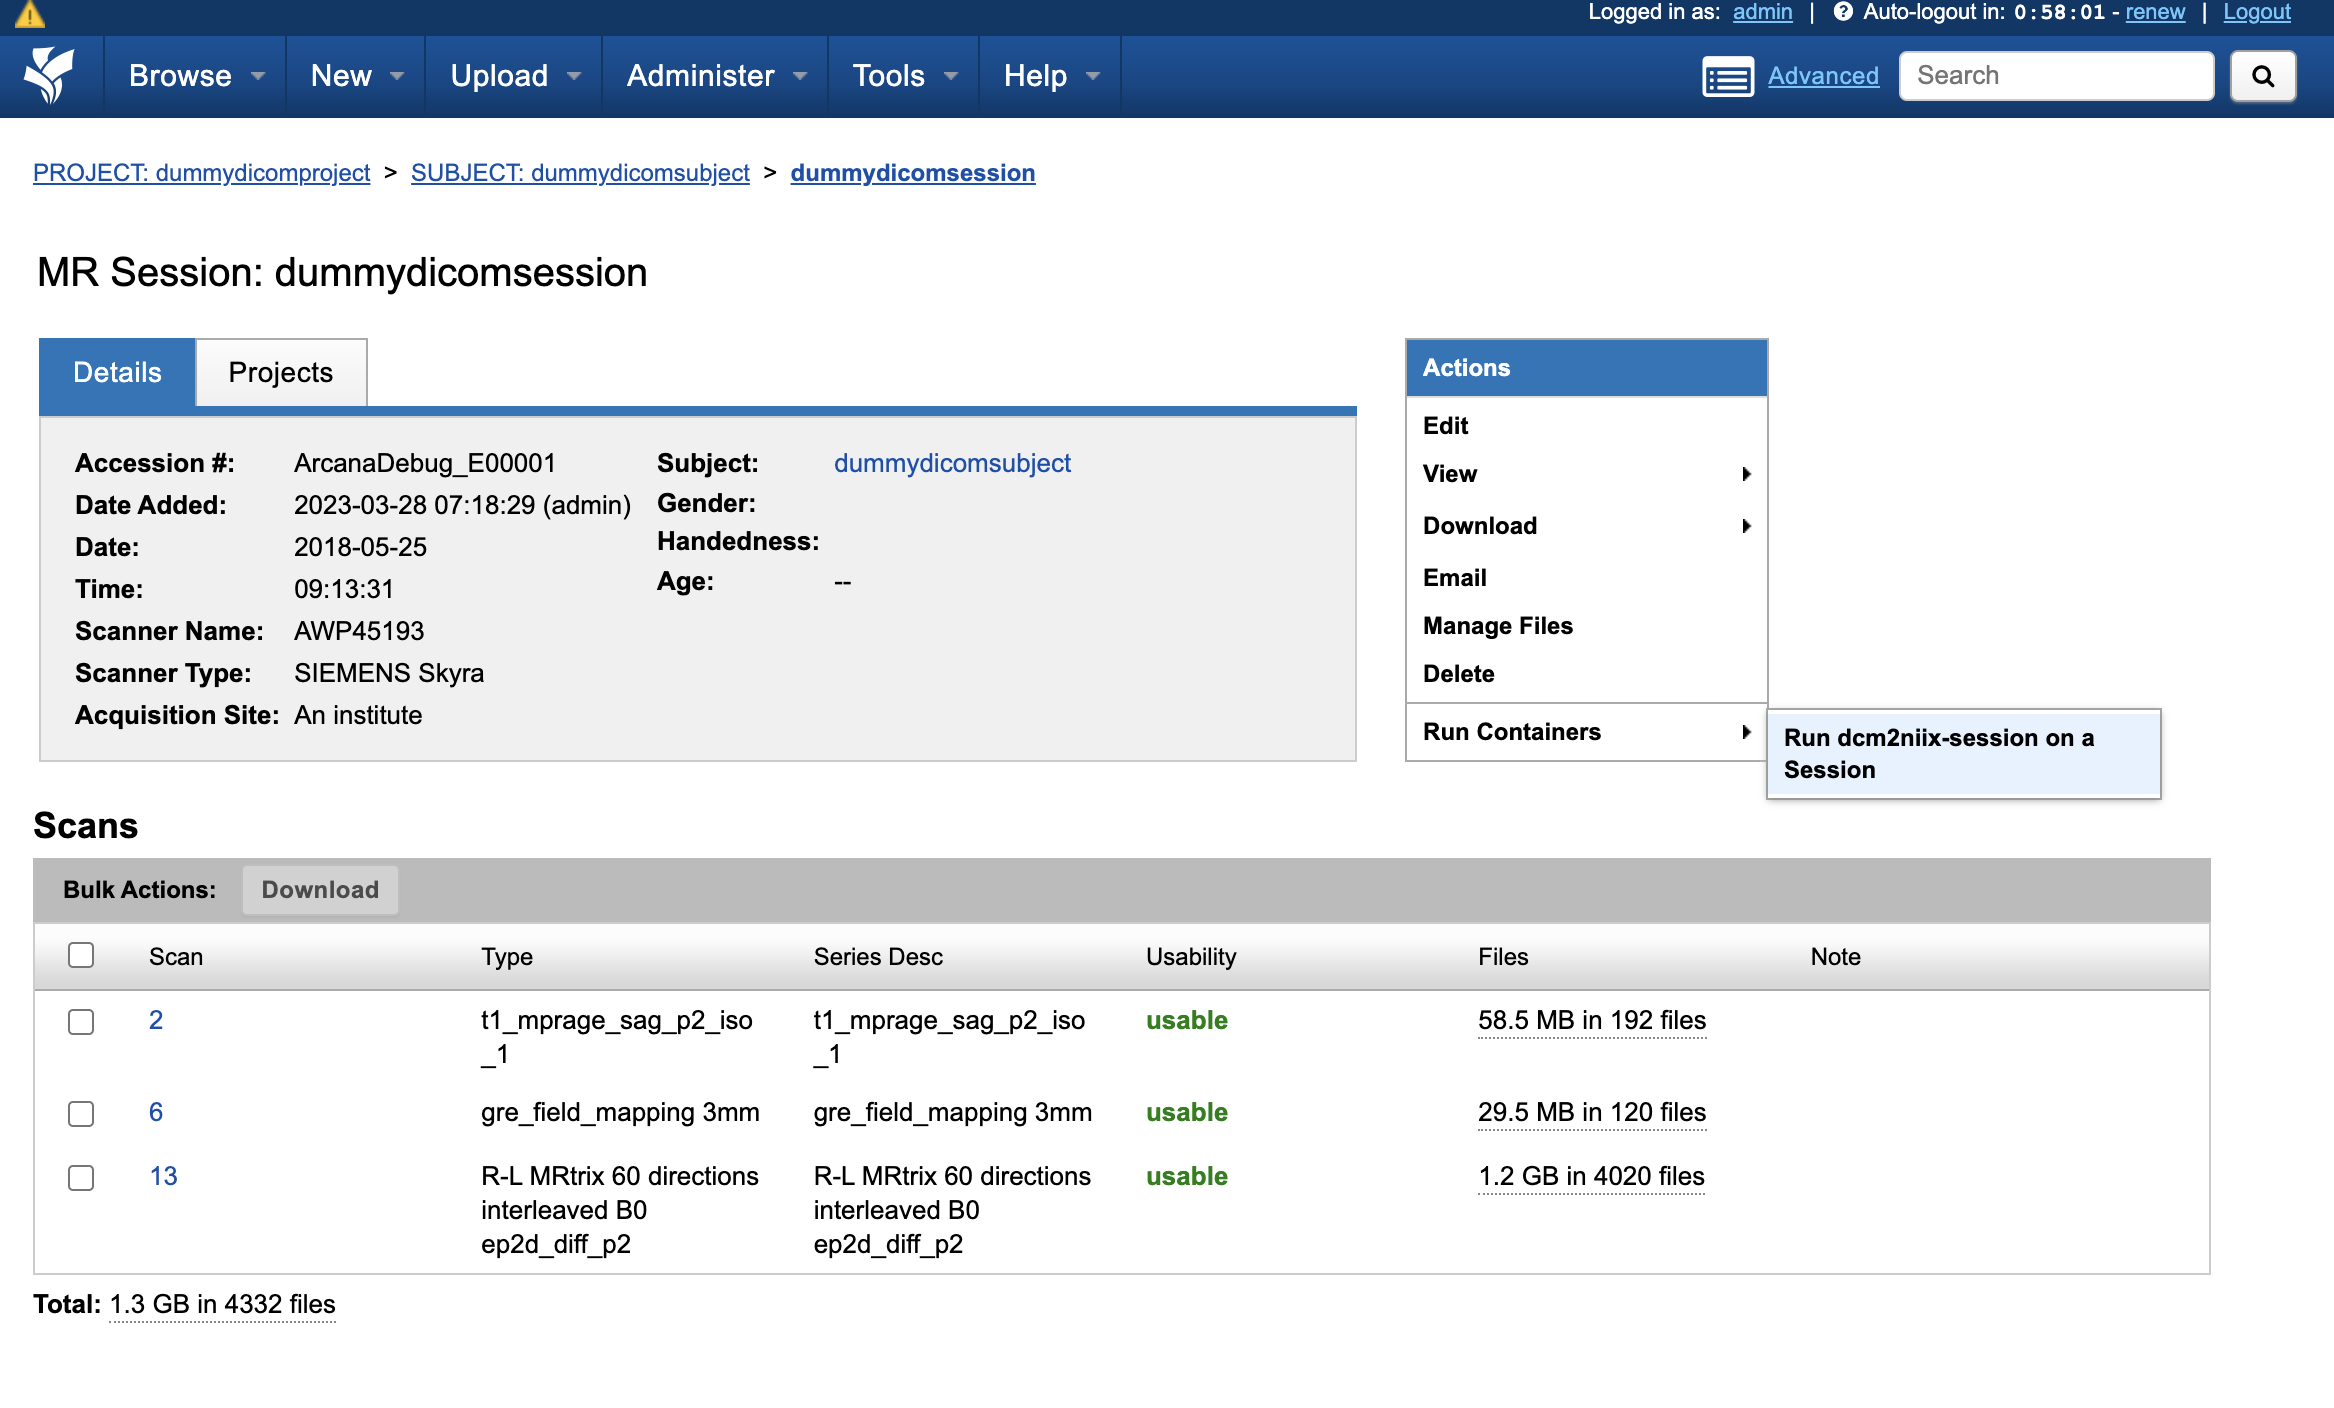 Logged in as: admin | Auto-logout in: 0:58:01 - renew | Logout
Browse New Upload Administer Tools Help Advanced Search
PROJECT: dummydicomproject > SUBJECT: dummydicomsubject > dummydicomsession
MR Session: dummydicomsession
Details Projects
Accession #: ArcanaDebug_E00001
Date Added: 2023-03-28 07:18:29 (admin)
Date: 2018-05-25
Time: 09:13:31
Scanner Name: AWP45193
Scanner Type: SIEMENS Skyra
Acquisition Site: An institute
Subject: dummydicomsubject
Gender:
Handedness:
Age: --
Actions
Edit
View
Download
Email
Manage Files
Delete
Run Containers
Run dcm2niix-session on a
Session
Scans
Bulk Actions: Download
Scan Type Series Desc Usability Files Note
2 t1_mprage_sag_p2_iso t1_mprage_sag_p2_iso usable 58.5 MB in 192 files
_1 _1
6 gre_field_mapping 3mm gre_field_mapping 3mm usable 29.5 MB in 120 files
13 R-L MRtrix 60 directions R-L MRtrix 60 directions usable 1.2 GB in 4020 files
interleaved B0 interleaved B0
ep2d_diff_p2 ep2d_diff_p2
Total: 1.3 GB in 4332 files